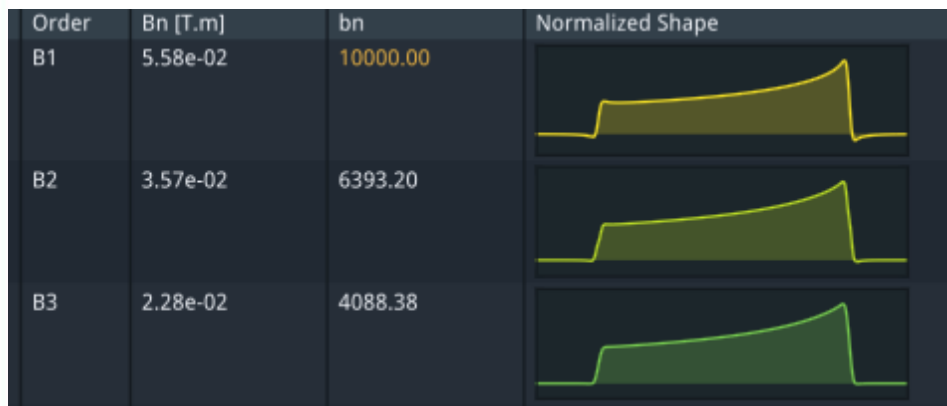 Order Bn [T.m] bn Normalized Shape
B1 5.58e-02 10000.00
B2 3.57e-02 6393.20
B3 2.28e-02 4088.38